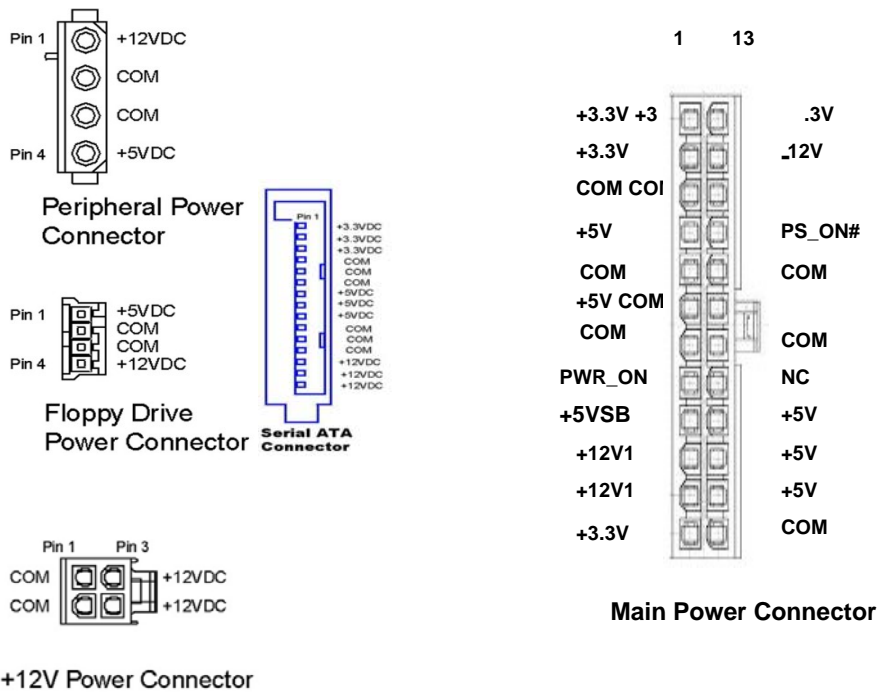 Pin 1 +12VDC
COM
COM
Pin 4 +5VDC
Peripheral Power
Connector
Pin 1 +5VDC
COM
COM
Pin 4 +12VDC
Floppy Drive
Power Connector
Pin 1
+3.3VDC
+3.3VDC
+3.3VDC
COM
COM
COM
+5VDC
+5VDC
+5VDC
COM
COM
COM
+12VDC
+12VDC
+12VDC
Serial ATA
Connector
Pin 1 Pin 3
COM +12VDC
COM +12VDC
+12V Power Connector
1 13
+3.3V +3 .3V
+3.3V -12V
COM COI
+5V PS_ON#
COM COM
+5V COM
COM COM
PWR_ON NC
+5VSB +5V
+12V1 +5V
+12V1 +5V
+3.3V COM
Main Power Connector